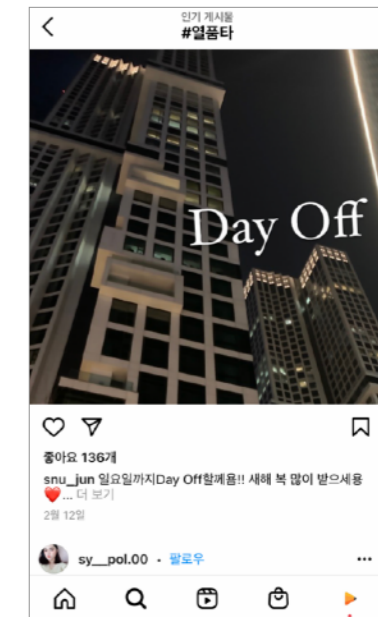 인기 게시물
#열품타
Day Off
좋아요 136개
snu_jun 일요일까지Day Off할께욤!! 새해 복 많이 받으세용
❤️... 더 보기
2월 12일
sy__pol.00 • 팔로우